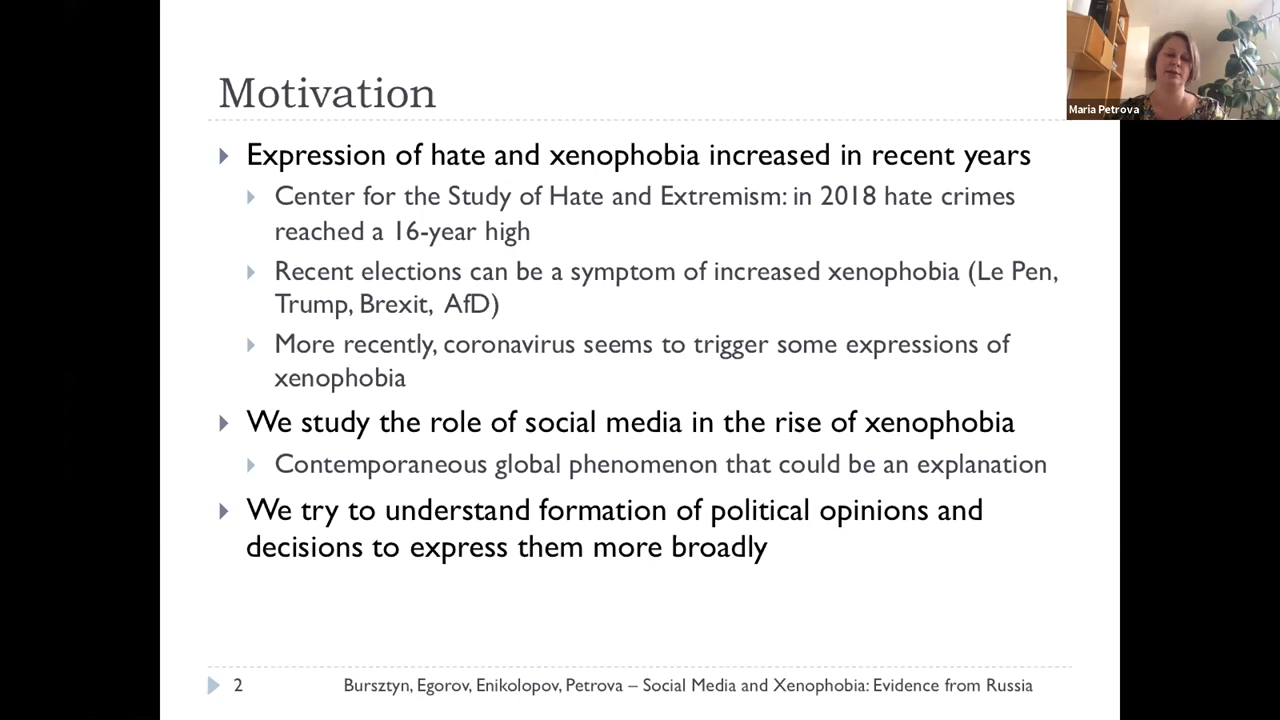 Motivation
Expression of hate and xenophobia increased in recent years
Center for the Study of Hate and Extremism: in 2018 hate crimes
reached a 16-year high
Recent elections can be a symptom of increased xenophobia (Le Pen,
Trump, Brexit, AfD)
More recently, coronavirus seems to trigger some expressions of
xenophobia
We study the role of social media in the rise of xenophobia
Contemporaneous global phenomenon that could be an explanation
We try to understand formation of political opinions and
decisions to express them more broadly
2 Bursztyn, Egorov, Enikolopov, Petrova – Social Media and Xenophobia: Evidence from Russia
Maria Petrova